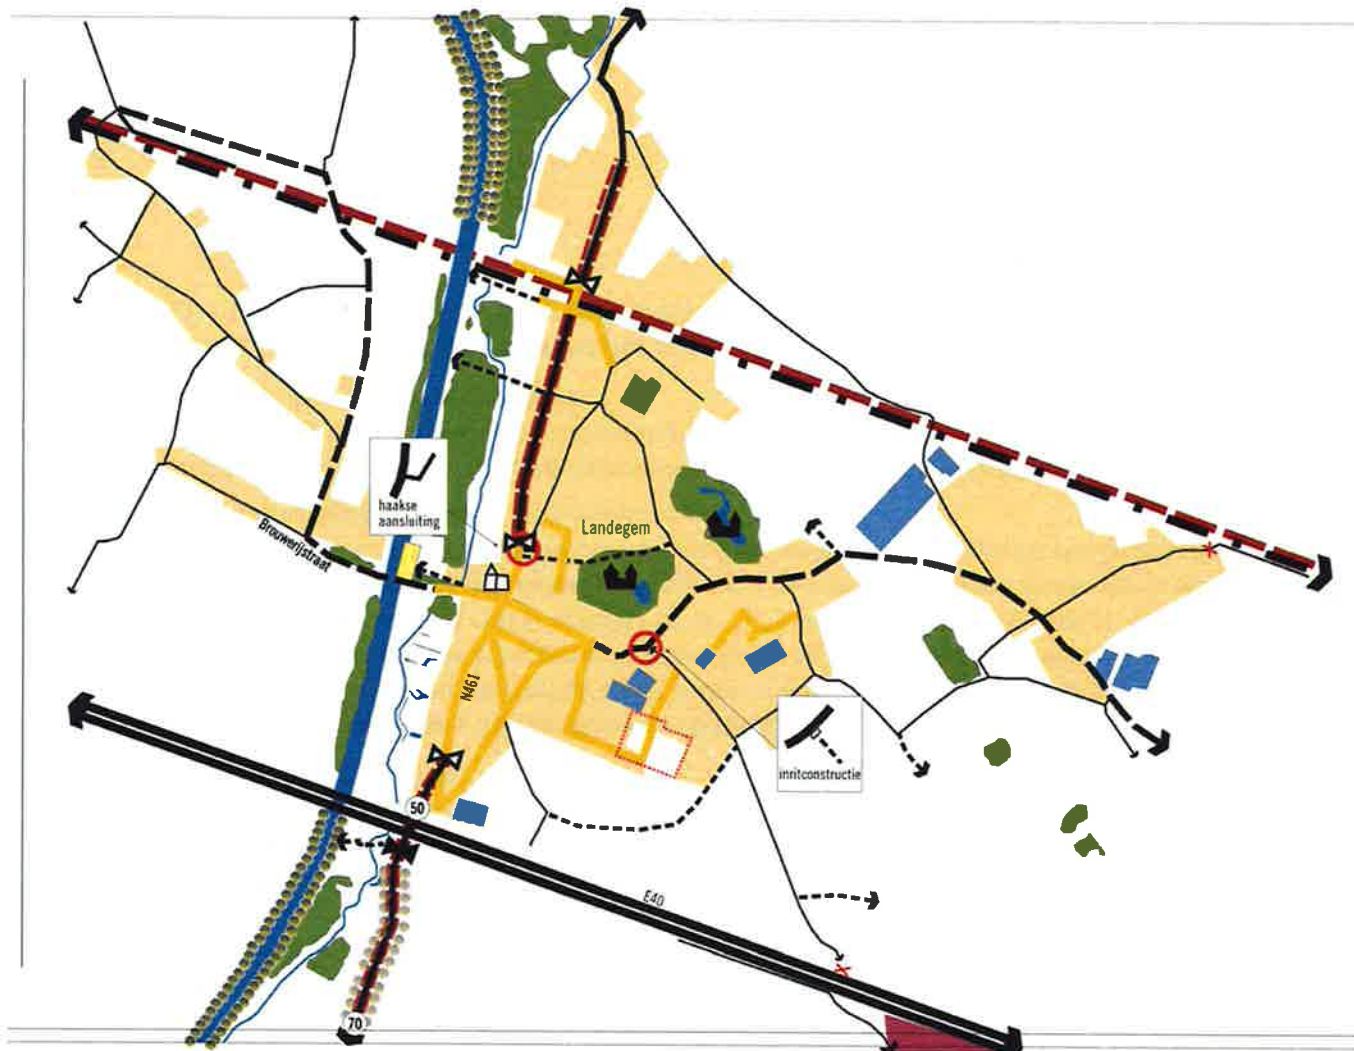 haakse
aansluiting
Brouwerijstraat
Landegem
N461
inritconstructie
50
E40
70